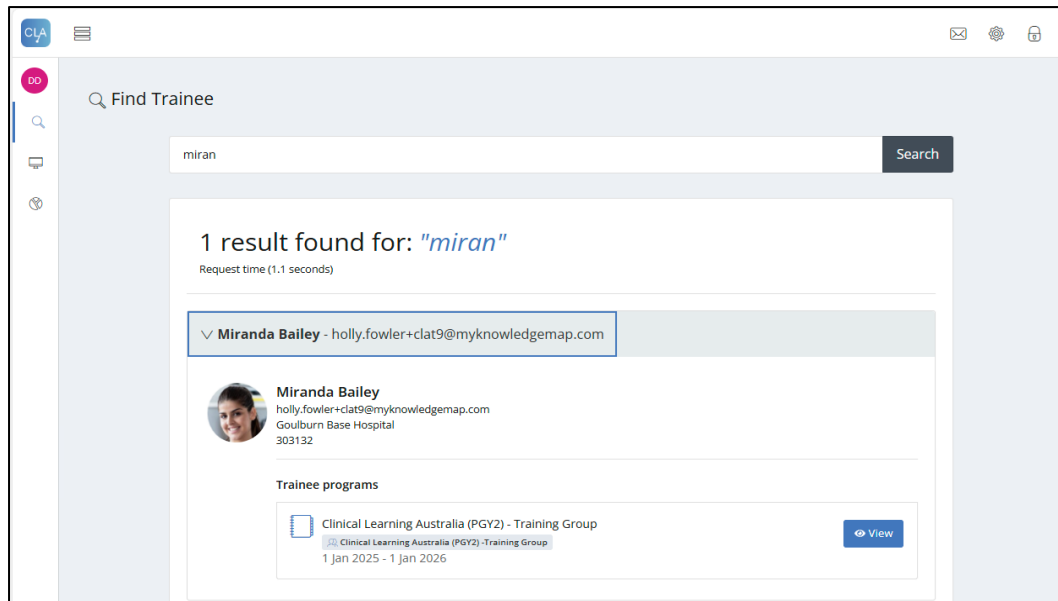 CLA
DO
Find Trainee
miran
Search
1 result found for: "miran"
Request time (1.1 seconds)
Miranda Bailey - holly.fowler+clat9@myknowledgemap.com
Miranda Bailey
holly.fowler+clat9@myknowledgemap.com
Goulburn Base Hospital
303132
Trainee programs
Clinical Learning Australia (PGY2) - Training Group
Clinical Learning Australia (PGY2) -Training Group
View
1 Jan 2025 - 1 Jan 2026